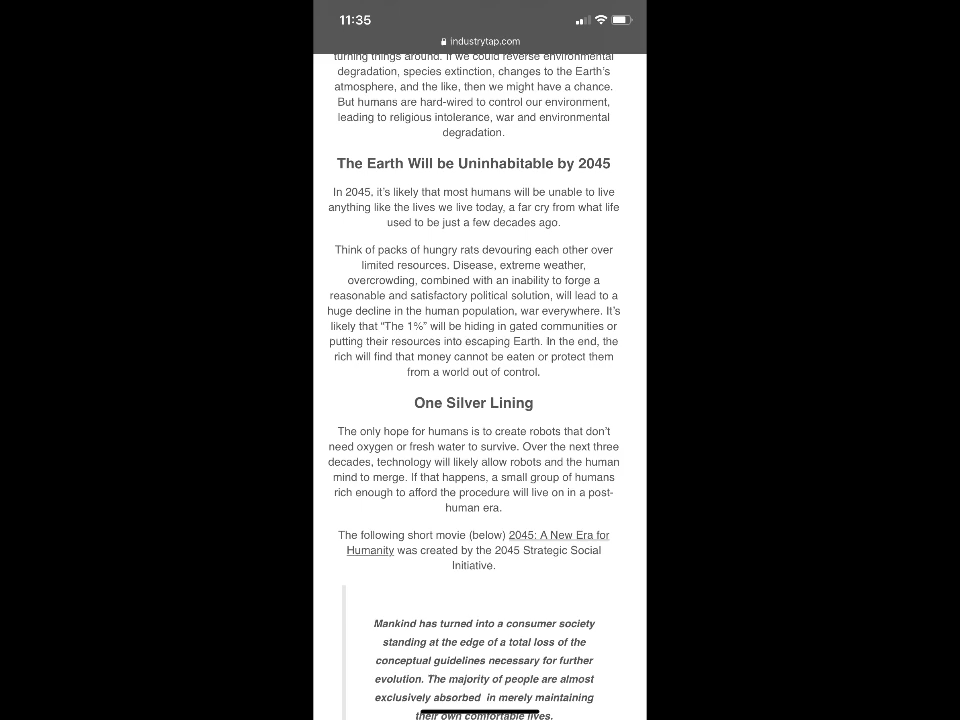 11:35
industrytap.com
turning things around. If we could reverse environmental
degradation, species extinction, changes to the Earth's
atmosphere, and the like, then we might have a chance.
But humans are hard-wired to control our environment,
leading to religious intolerance, war and environmental
degradation.
The Earth Will be Uninhabitable by 2045
In 2045, it's likely that most humans will be unable to live
anything like the lives we live today, a far cry from what life
used to be just a few decades ago.
Think of packs of hungry rats devouring each other over
limited resources. Disease, extreme weather,
overcrowding, combined with an inability to forge a
reasonable and satisfactory political solution, will lead to a
huge decline in the human population, war everywhere. It's
likely that “The 1%” will be hiding in gated communities or
putting their resources into escaping Earth. In the end, the
rich will find that money cannot be eaten or protect them
from a world out of control.
One Silver Lining
The only hope for humans is to create robots that don't
need oxygen or fresh water to survive. Over the next three
decades, technology will likely allow robots and the human
mind to merge. If that happens, a small group of humans
rich enough to afford the procedure will live on in a post-
human era.
The following short movie (below) 2045: A New Era for
Humanity was created by the 2045 Strategic Social
Initiative.
Mankind has turned into a consumer society
standing at the edge of a total loss of the
conceptual guidelines necessary for further
evolution. The majority of people are almost
exclusively absorbed in merely maintaining
their own comfortable lives.